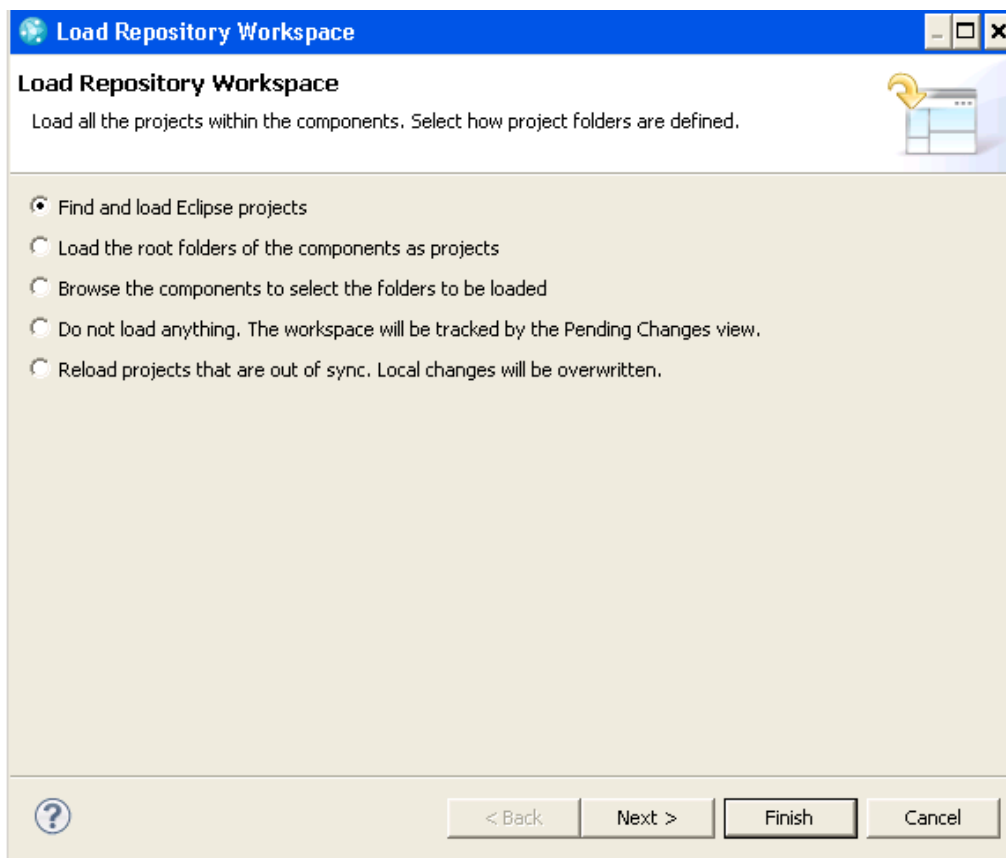 Load Repository Workspace
Load Repository Workspace
Load all the projects within the components. Select how project folders are defined.
Find and load Eclipse projects
Load the root folders of the components as projects
Browse the components to select the folders to be loaded
Do not load anything. The workspace will be tracked by the Pending Changes view.
Reload projects that are out of sync. Local changes will be overwritten.
? < Back Next > Finish Cancel